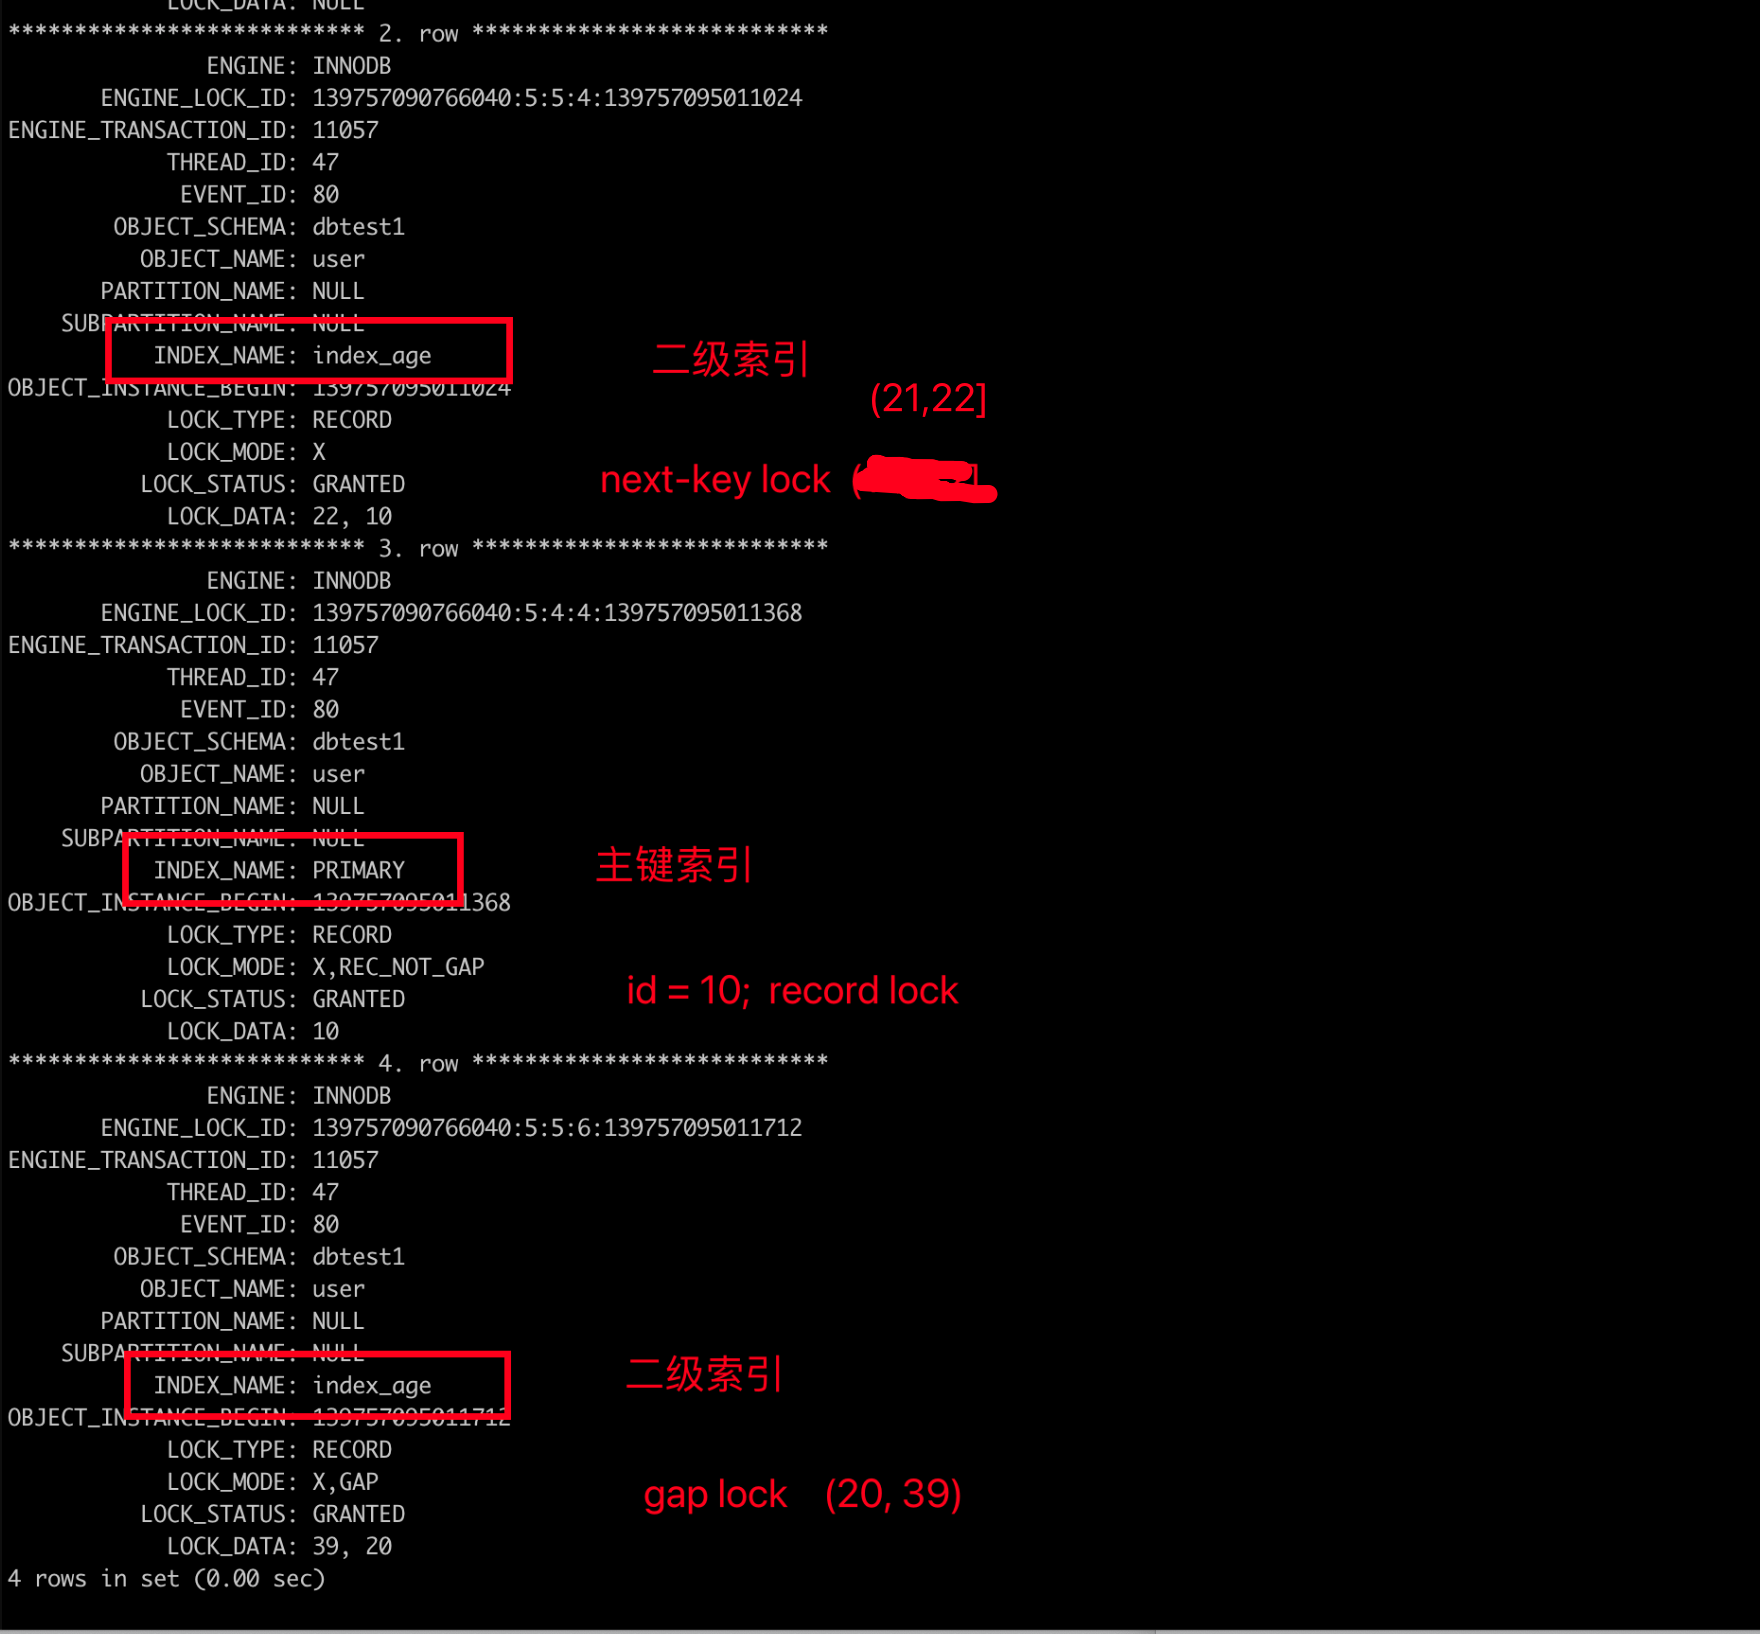 LOCK_DATA: NULL
*************************** 2. row ***************************
ENGINE: INNODB
ENGINE_LOCK_ID: 139757090766040:5:5:4:139757095011024
ENGINE_TRANSACTION_ID: 11057
THREAD_ID: 47
EVENT_ID: 80
OBJECT_SCHEMA: dbtest1
OBJECT_NAME: user
PARTITION_NAME: NULL
SUBPARTITION_NAME: NULL
INDEX_NAME: index_age
二级索引
OBJECT_INSTANCE_BEGIN: 139757095011024
(21,22]
LOCK_TYPE: RECORD
LOCK_MODE: X
next-key lock (
LOCK_STATUS: GRANTED
LOCK_DATA: 22, 10
*************************** 3. row ***************************
ENGINE: INNODB
ENGINE_LOCK_ID: 139757090766040:5:4:4:139757095011368
ENGINE_TRANSACTION_ID: 11057
THREAD_ID: 47
EVENT_ID: 80
OBJECT_SCHEMA: dbtest1
OBJECT_NAME: user
PARTITION_NAME: NULL
SUBPARTITION_NAME: NULL
INDEX_NAME: PRIMARY
主键索引
OBJECT_INSTANCE_BEGIN: 139757095011368
LOCK_TYPE: RECORD
LOCK_MODE: X,REC_NOT_GAP
id = 10; record lock
LOCK_STATUS: GRANTED
LOCK_DATA: 10
*************************** 4. row ***************************
ENGINE: INNODB
ENGINE_LOCK_ID: 139757090766040:5:5:6:139757095011712
ENGINE_TRANSACTION_ID: 11057
THREAD_ID: 47
EVENT_ID: 80
OBJECT_SCHEMA: dbtest1
OBJECT_NAME: user
PARTITION_NAME: NULL
SUBPARTITION_NAME: NULL
INDEX_NAME: index_age
二级索引
OBJECT_INSTANCE_BEGIN: 139757095011712
LOCK_TYPE: RECORD
LOCK_MODE: X,GAP
gap lock (20, 39)
LOCK_STATUS: GRANTED
LOCK_DATA: 39, 20
4 rows in set (0.00 sec)